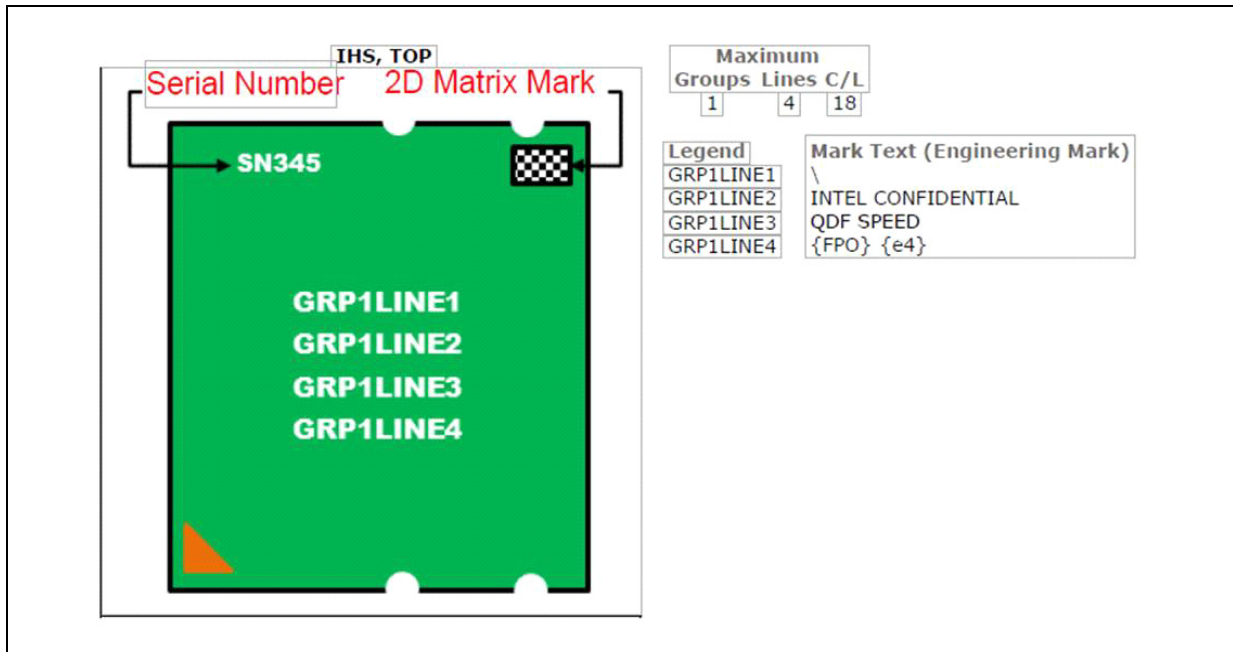 IHS, TOP
Serial Number 2D Matrix Mark
SN345
GRP1LINE1
GRP1LINE2
GRP1LINE3
GRP1LINE4
Maximum
Groups Lines C/L
1 4 18
Legend Mark Text (Engineering Mark)
GRP1LINE1 \
GRP1LINE2 INTEL CONFIDENTIAL
GRP1LINE3 QDF SPEED
GRP1LINE4 {FPO} {e4}